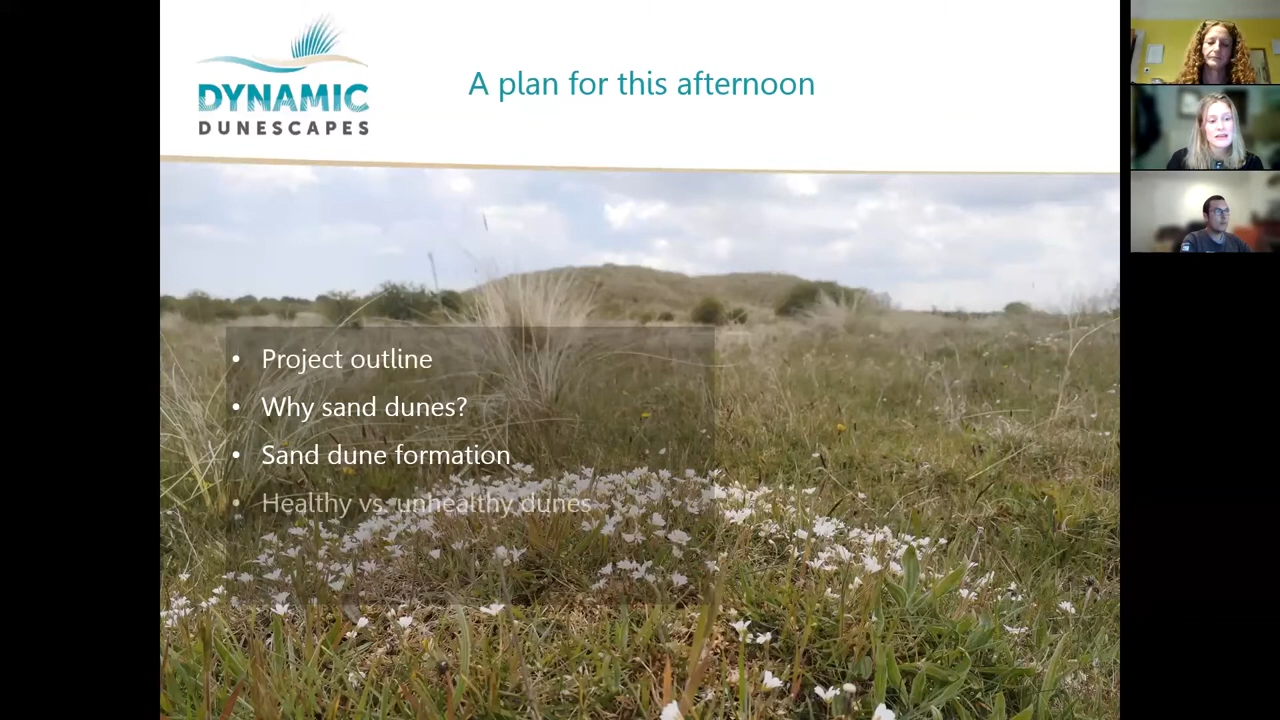 DYNAMIC
DUNESCAPES
A plan for this afternoon
• Project outline
• Why sand dunes?
• Sand dune formation
• Healthy vs. unhealthy dunes